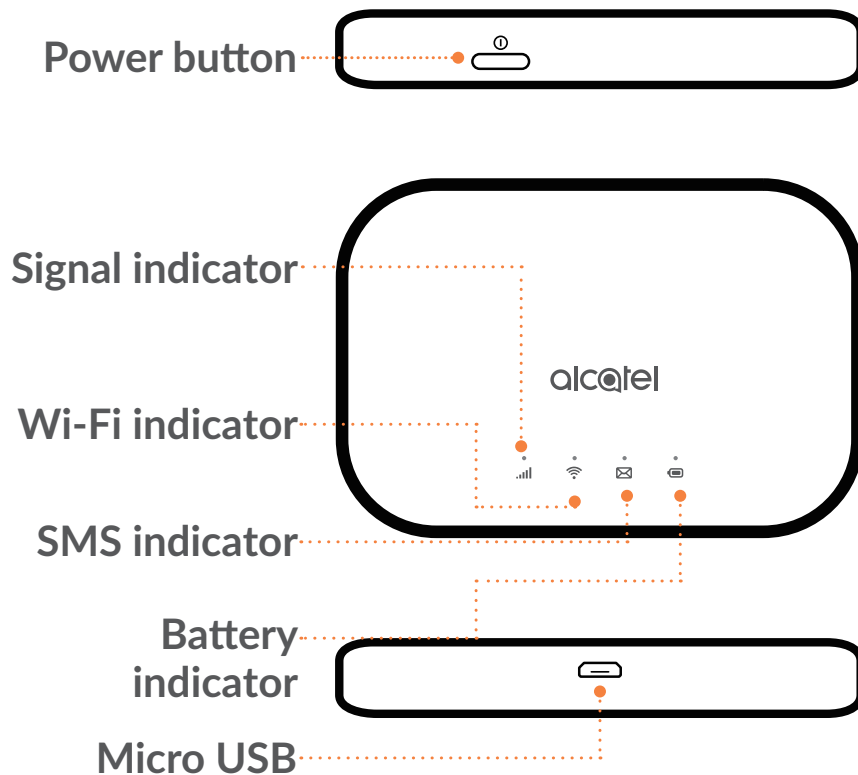 Power button
Signal indicator
alcatel
Wi-Fi indicator
SMS indicator
Battery
indicator
Micro USB